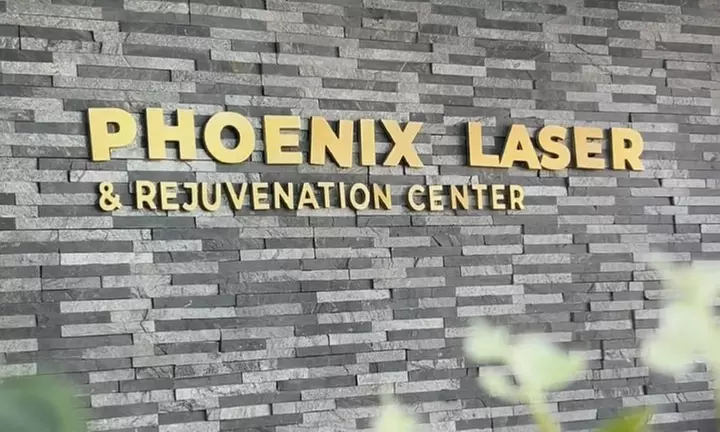 PHOENIX LASER
& REJUVENATION CENTER